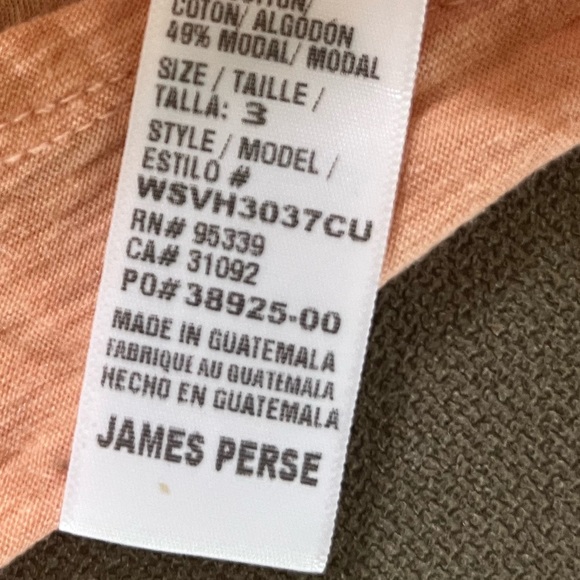 COTON/ ALGODÓN
49% MODAL/ MODAL
SIZE / TAILLE /
TALLA: 3
STYLE / MODEL /
ESTILO #
WSVH3037CU
RN# 95339
CA# 31092
PO# 38925-00
MADE IN GUATEMALA
FABRIQUE AU GUATEMALA
HECHO EN GUATEMALA
JAMES PERSE